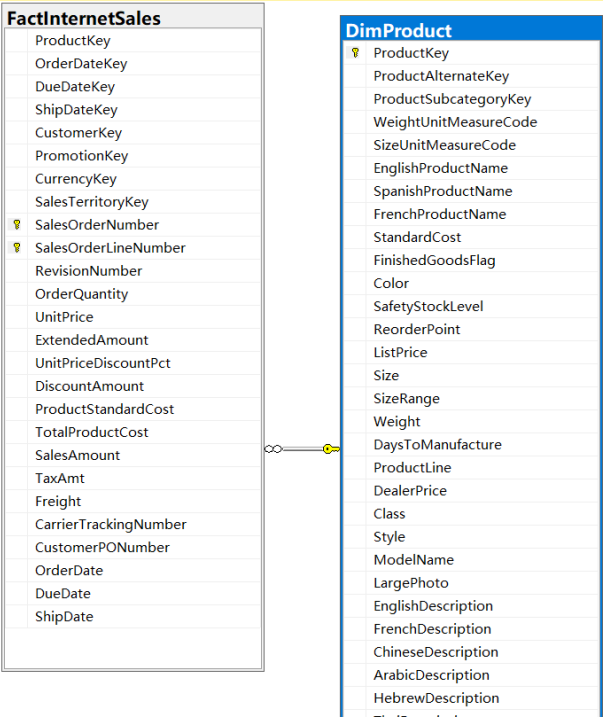 FactInternetSales
ProductKey
OrderDateKey
DueDateKey
ShipDateKey
CustomerKey
PromotionKey
CurrencyKey
SalesTerritoryKey
SalesOrderNumber
SalesOrderLineNumber
RevisionNumber
OrderQuantity
UnitPrice
ExtendedAmount
UnitPriceDiscountPct
DiscountAmount
ProductStandardCost
TotalProductCost
SalesAmount
TaxAmt
Freight
CarrierTrackingNumber
CustomerPONumber
OrderDate
DueDate
ShipDate
DimProduct
ProductKey
ProductAlternateKey
ProductSubcategoryKey
WeightUnitMeasureCode
SizeUnitMeasureCode
EnglishProductName
SpanishProductName
FrenchProductName
StandardCost
FinishedGoodsFlag
Color
SafetyStockLevel
ReorderPoint
ListPrice
Size
SizeRange
Weight
DaysToManufacture
ProductLine
DealerPrice
Class
Style
ModelName
LargePhoto
EnglishDescription
FrenchDescription
ChineseDescription
ArabicDescription
HebrewDescription